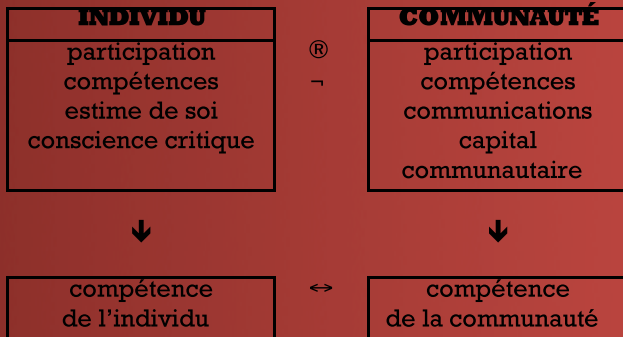 INDIVIDU
participation
compétences
estime de soi
conscience critique
®
¬
COMMUNAUTÉ
participation
compétences
communications
capital
communautaire
↓
↓
compétence
de l’individu
↔
compétence
de la communauté